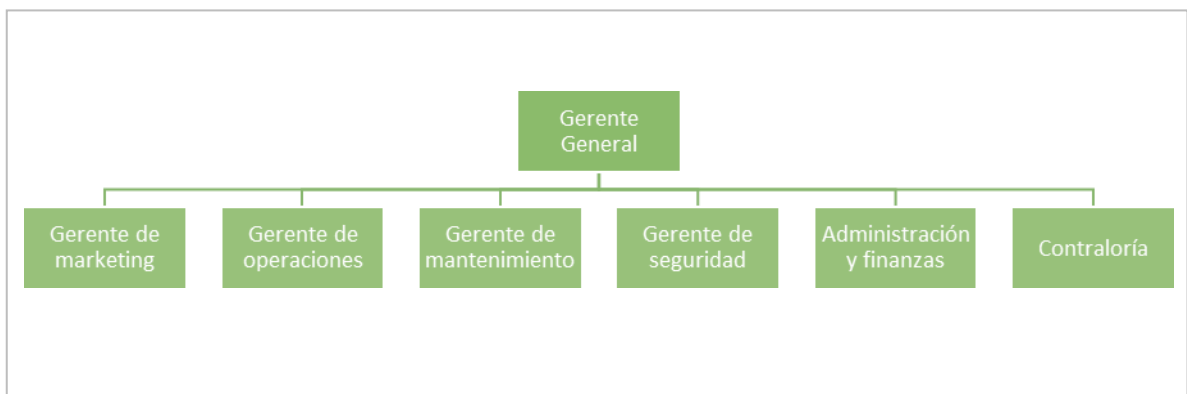 Gerente
General
Gerente de
marketing
Gerente de
operaciones
Gerente de
mantenimiento
Gerente de
seguridad
Administración
y finanzas
Contraloría